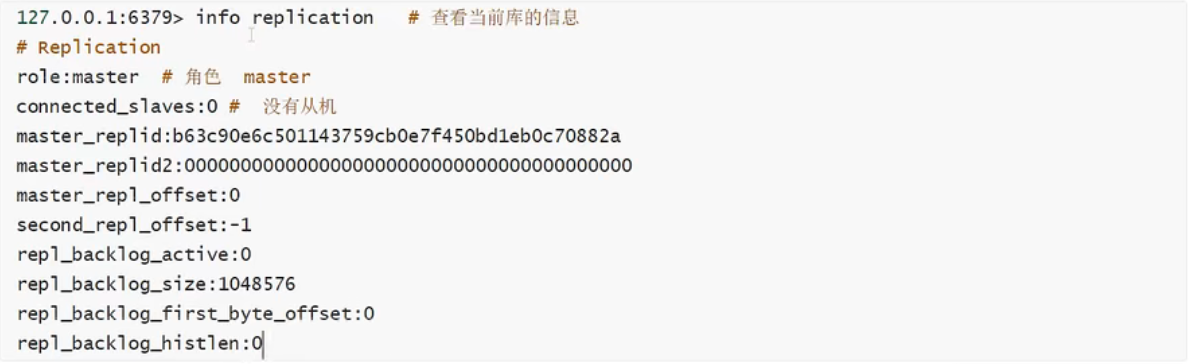 127.0.0.1:6379> info replication # 查看当前库的信息
# Replication
role:master # 角色 master
connected_slaves:0 # 没有从机
master_replid:b63c90e6c501143759cb0e7f450bd1eb0c70882a
master_replid2:0000000000000000000000000000000000000000
master_repl_offset:0
second_repl_offset:-1
repl_backlog_active:0
repl_backlog_size:1048576
repl_backlog_first_byte_offset:0
repl_backlog_histlen:0